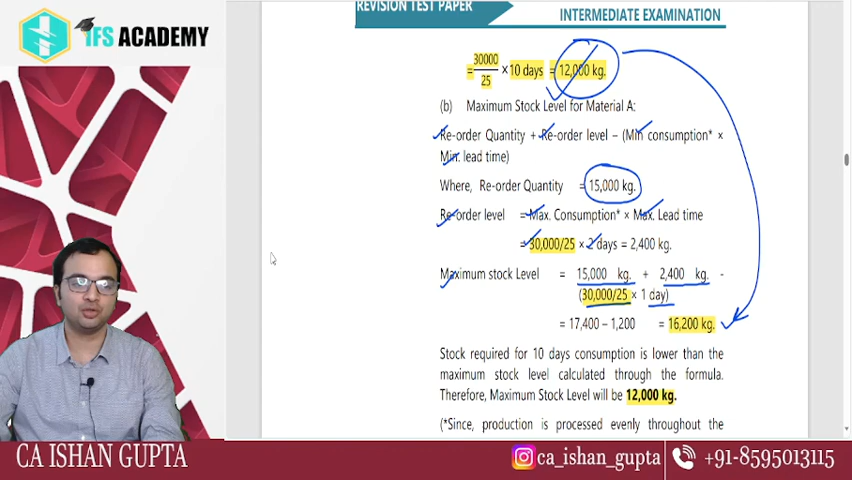 IFS ACADEMY
REVISION TEST PAPER
INTERMEDIATE EXAMINATION
= 30000/25 × 10 days = 12,000 kg.
(b) Maximum Stock Level for Material A:
Re-order Quantity + Re-order level – (Min consumption* ×
Min. lead time)
Where, Re-order Quantity = 15,000 kg.
Re-order level = Max. Consumption* × Max. Lead time
= 30,000/25 × 2 days = 2,400 kg.
Maximum stock Level = 15,000 kg. + 2,400 kg. -
(30,000/25 × 1 day)
= 17,400 – 1,200 = 16,200 kg.
Stock required for 10 days consumption is lower than the
maximum stock level calculated through the formula.
Therefore, Maximum Stock Level will be 12,000 kg.
(*Since, production is processed evenly throughout the
CA ISHAN GUPTA
ca_ishan_gupta
+91-8595013115